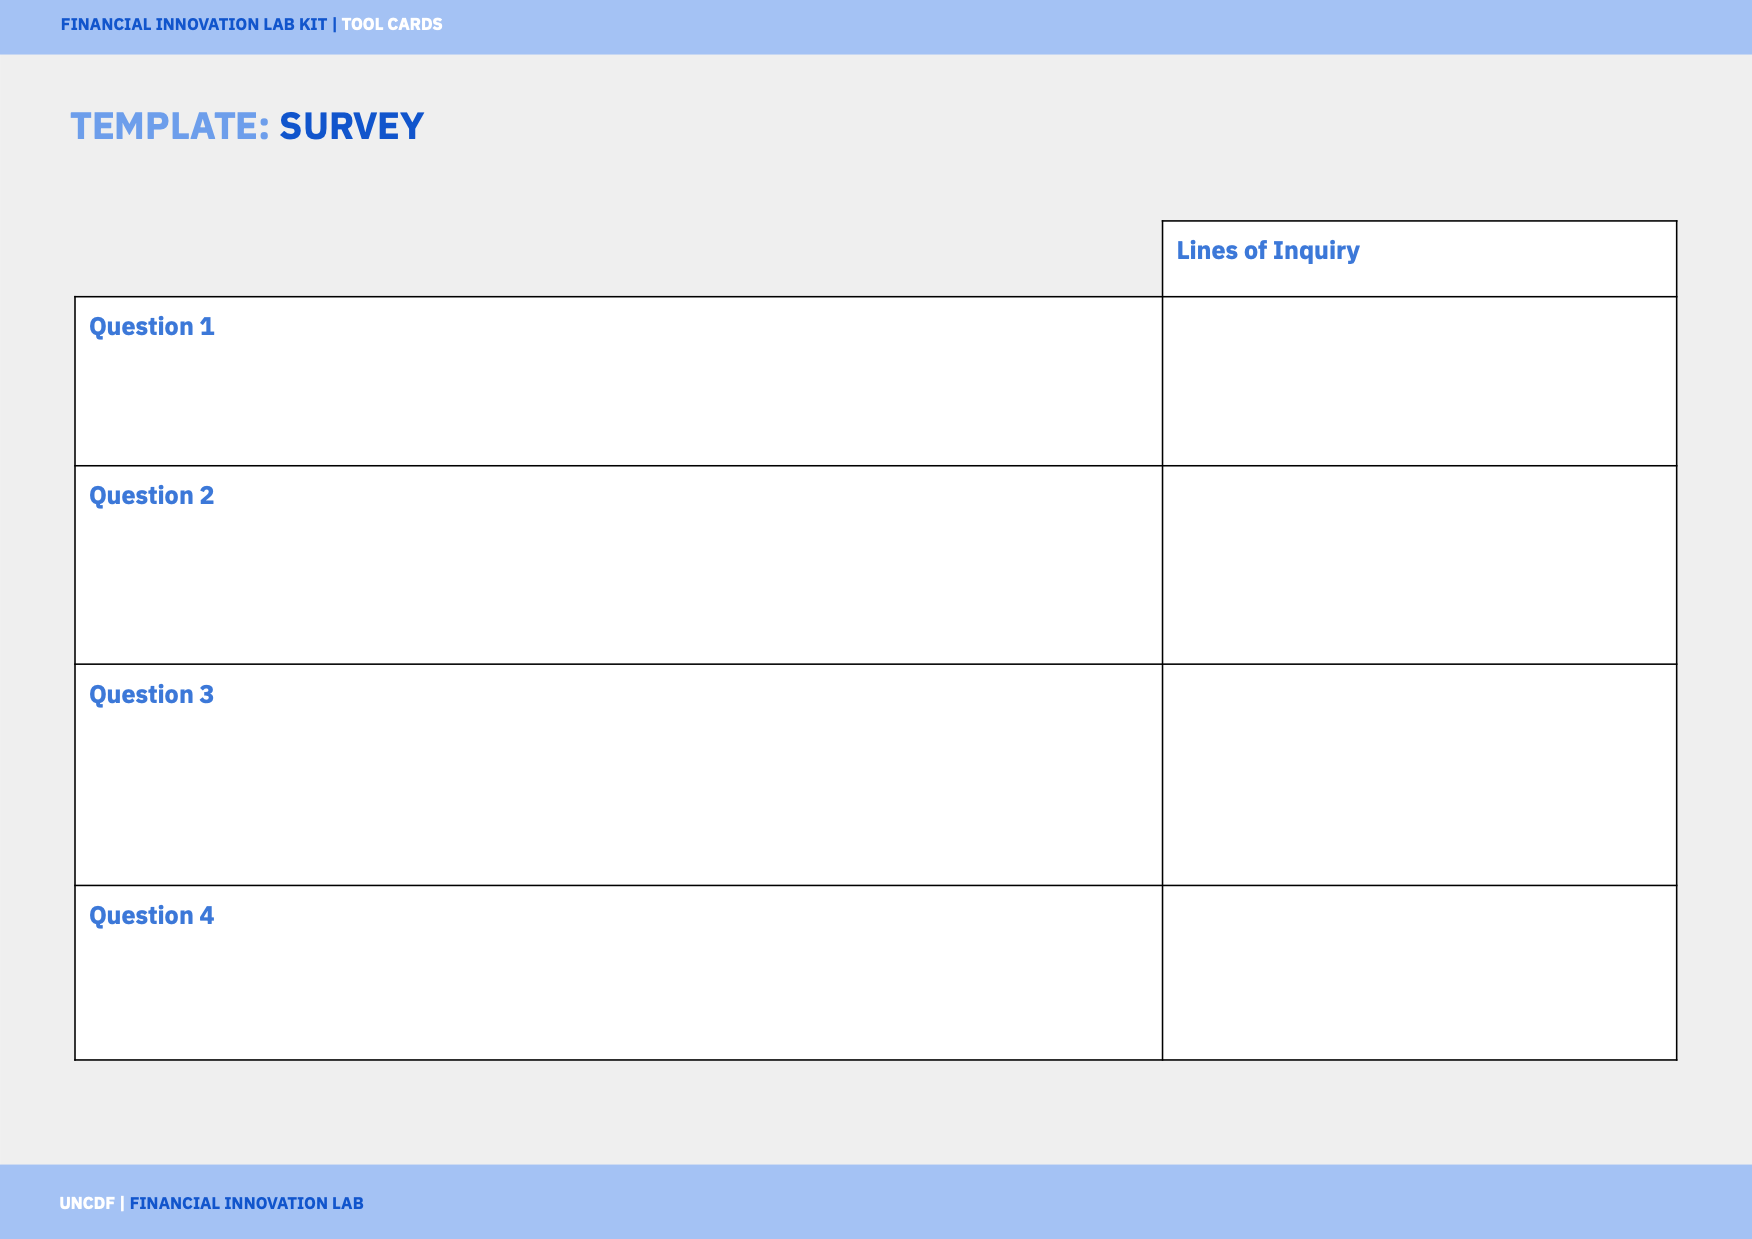 FINANCIAL INNOVATION LAB KIT | TOOL CARDS
TEMPLATE: SURVEY
Lines of Inquiry
Question 1
Question 2
Question 3
Question 4
UNCDF | FINANCIAL INNOVATION LAB